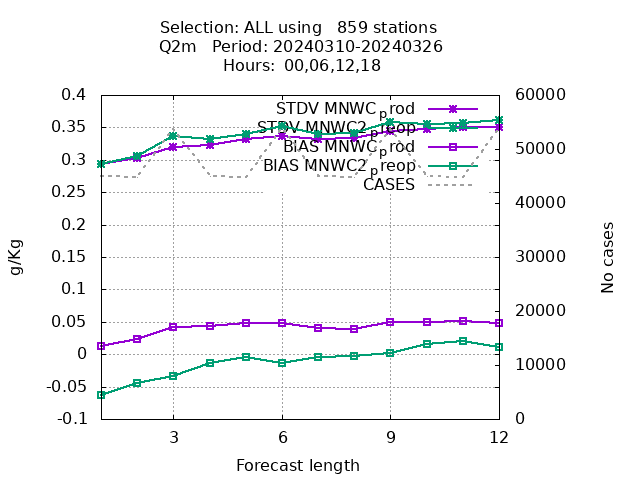 Selection: ALL using   859 stations
Q2m   Period: 20240310-20240326
Hours:  00,06,12,18
0.4
0.35
0.3
0.25
0.2
0.15
0.1
0.05
0
-0.05
-0.1
g/Kg
STDV MNWC_prod
STDV MNWC2_preop
BIAS MNWC_prod
BIAS MNWC2_preop
CASES
60000
50000
40000
30000
20000
10000
0
No cases
3
6
9
12
Forecast length